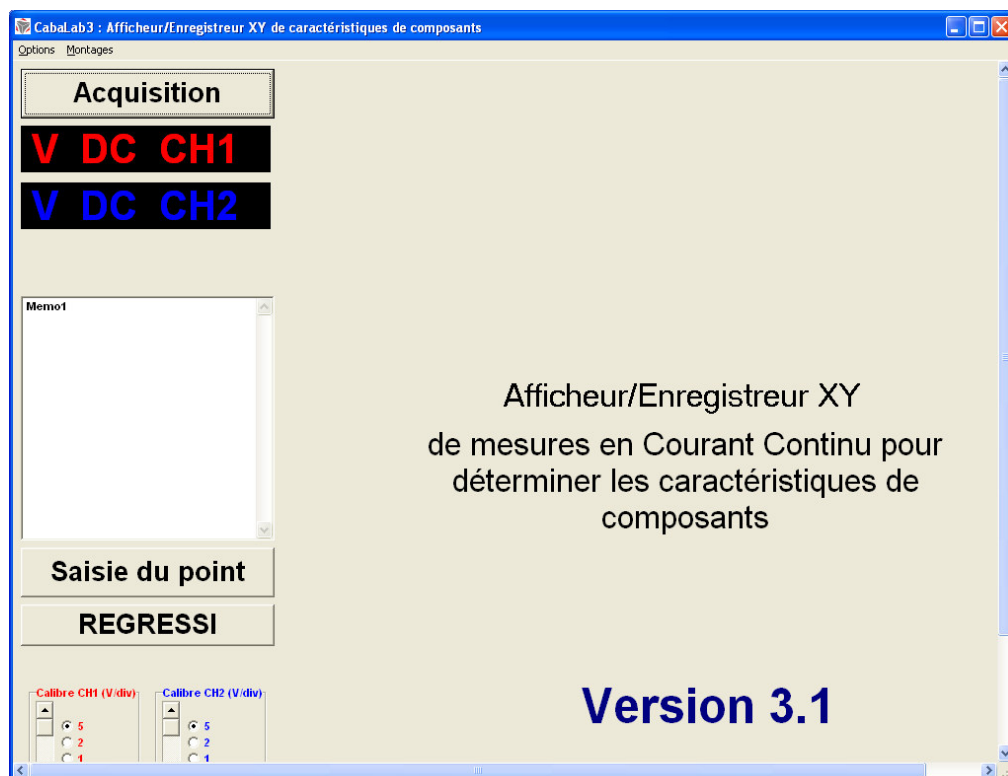 CabaLab3 : Afficheur/Enregistreur XY de caractéristiques de composants
Options Montages
Acquisition
V DC CH1
V DC CH2
Memo1
Saisie du point
REGRESSI
Calibre CH1 (V/div)
5
2
1
Calibre CH2 (V/div)
5
2
1
Afficheur/Enregistreur XY
de mesures en Courant Continu pour
déterminer les caractéristiques de
composants
Version 3.1